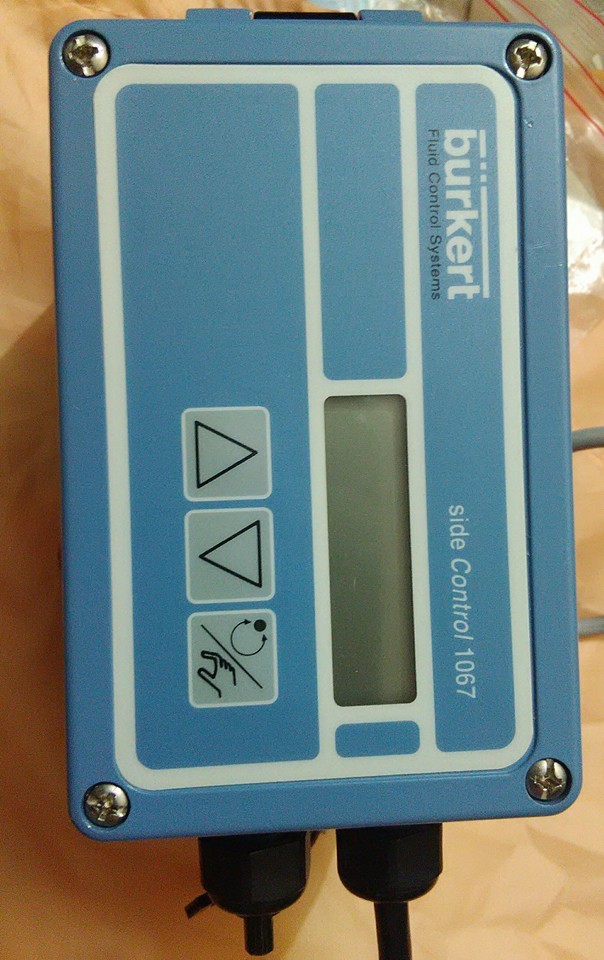 bürkert
Fluid Control Systems
side Control 1067